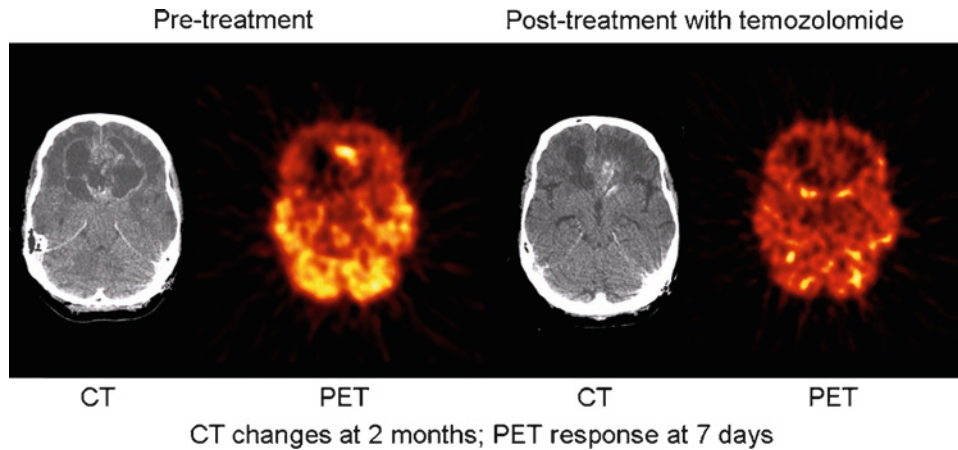 Pre-treatment
Post-treatment with temozolomide
CT
PET
CT
PET
CT changes at 2 months; PET response at 7 days